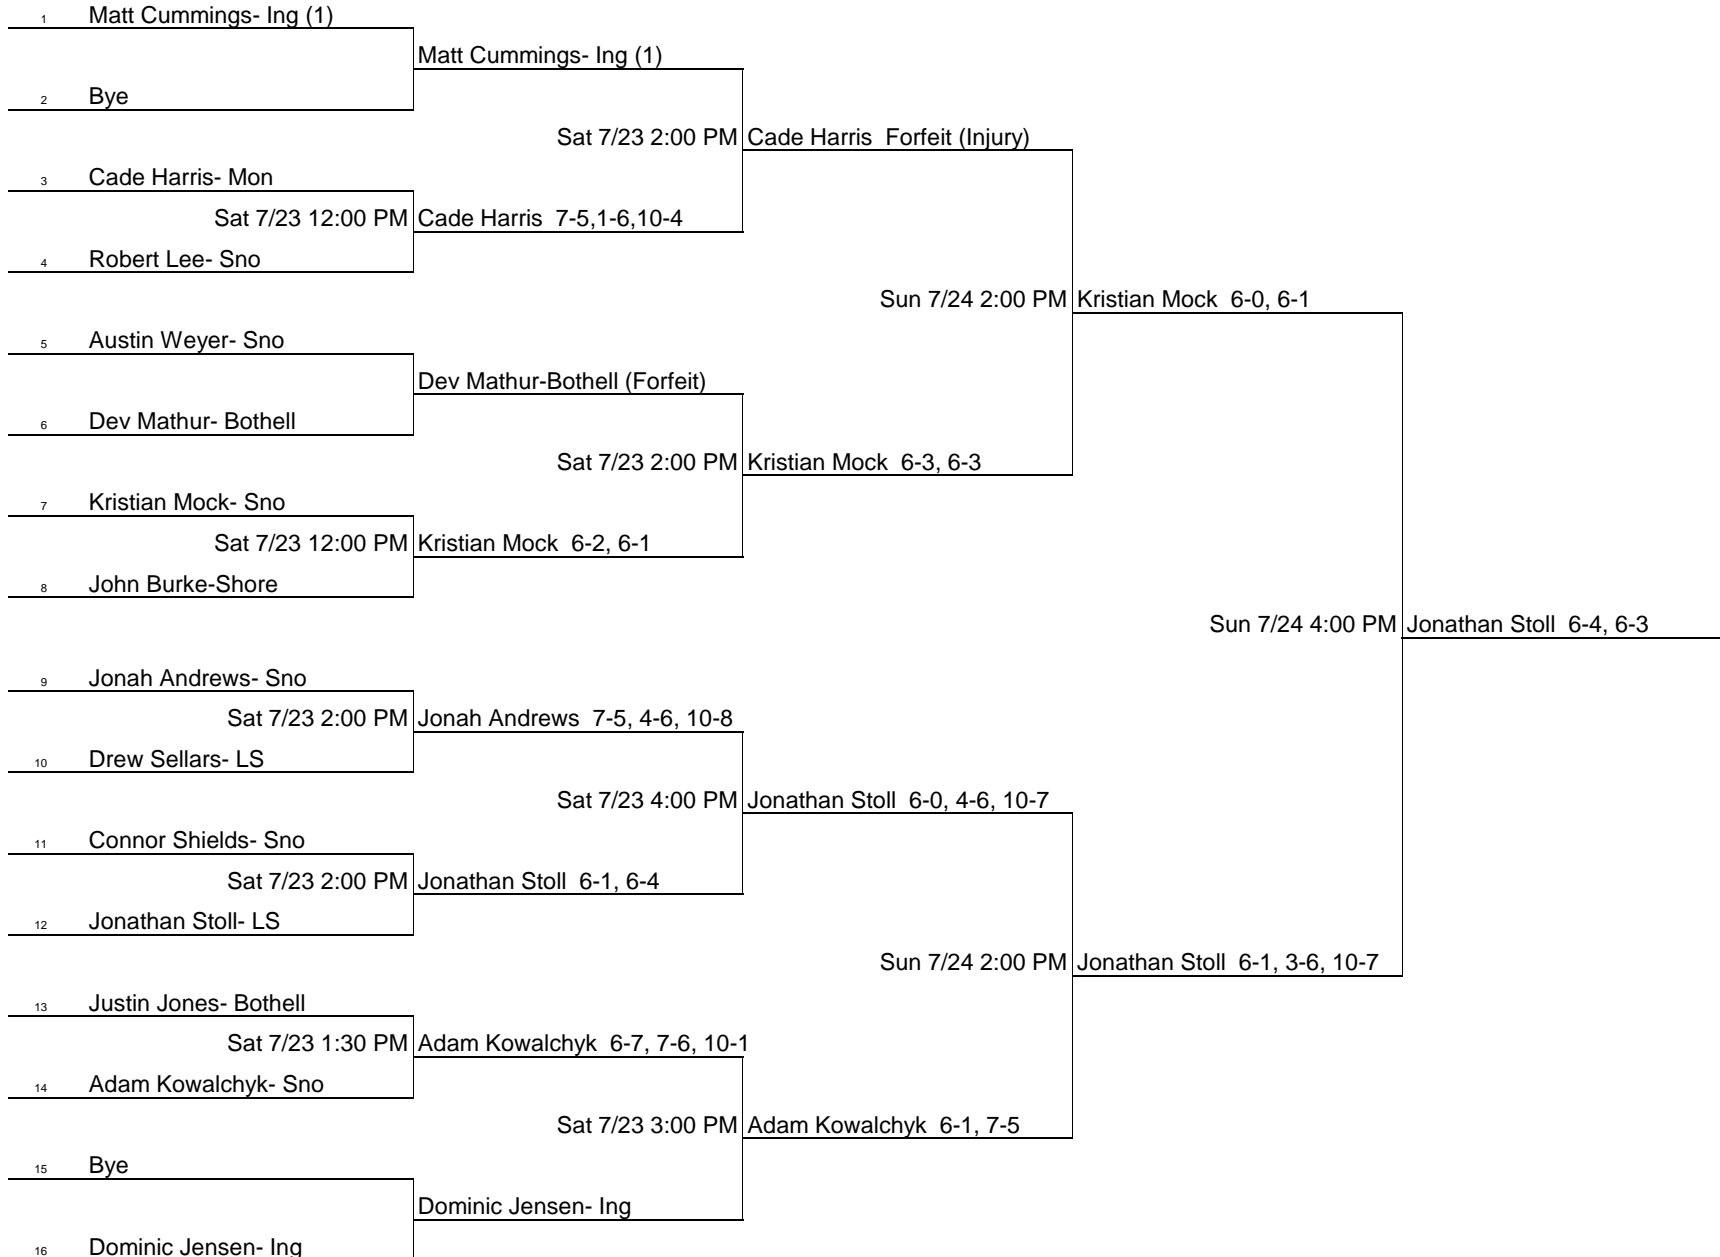 1 Matt Cummings- Ing (1)
Matt Cummings- Ing (1)
2 Bye
Sat 7/23 2:00 PM Cade Harris  Forfeit (Injury)
3 Cade Harris- Mon
Sat 7/23 12:00 PM Cade Harris  7-5,1-6,10-4
4 Robert Lee- Sno
Sun 7/24 2:00 PM Kristian Mock  6-0, 6-1
5 Austin Weyer- Sno
Dev Mathur-Bothell (Forfeit)
6 Dev Mathur- Bothell
Sat 7/23 2:00 PM Kristian Mock  6-3, 6-3
7 Kristian Mock- Sno
Sat 7/23 12:00 PM Kristian Mock  6-2, 6-1
8 John Burke-Shore
Sun 7/24 4:00 PM Jonathan Stoll  6-4, 6-3
9 Jonah Andrews- Sno
Sat 7/23 2:00 PM Jonah Andrews  7-5, 4-6, 10-8
10 Drew Sellars- LS
Sat 7/23 4:00 PM Jonathan Stoll  6-0, 4-6, 10-7
11 Connor Shields- Sno
Sat 7/23 2:00 PM Jonathan Stoll  6-1, 6-4
12 Jonathan Stoll- LS
Sun 7/24 2:00 PM Jonathan Stoll  6-1, 3-6, 10-7
13 Justin Jones- Bothell
Sat 7/23 1:30 PM Adam Kowalchyk  6-7, 7-6, 10-1
14 Adam Kowalchyk- Sno
Sat 7/23 3:00 PM Adam Kowalchyk  6-1, 7-5
15 Bye
Dominic Jensen- Ing
16 Dominic Jensen- Ing